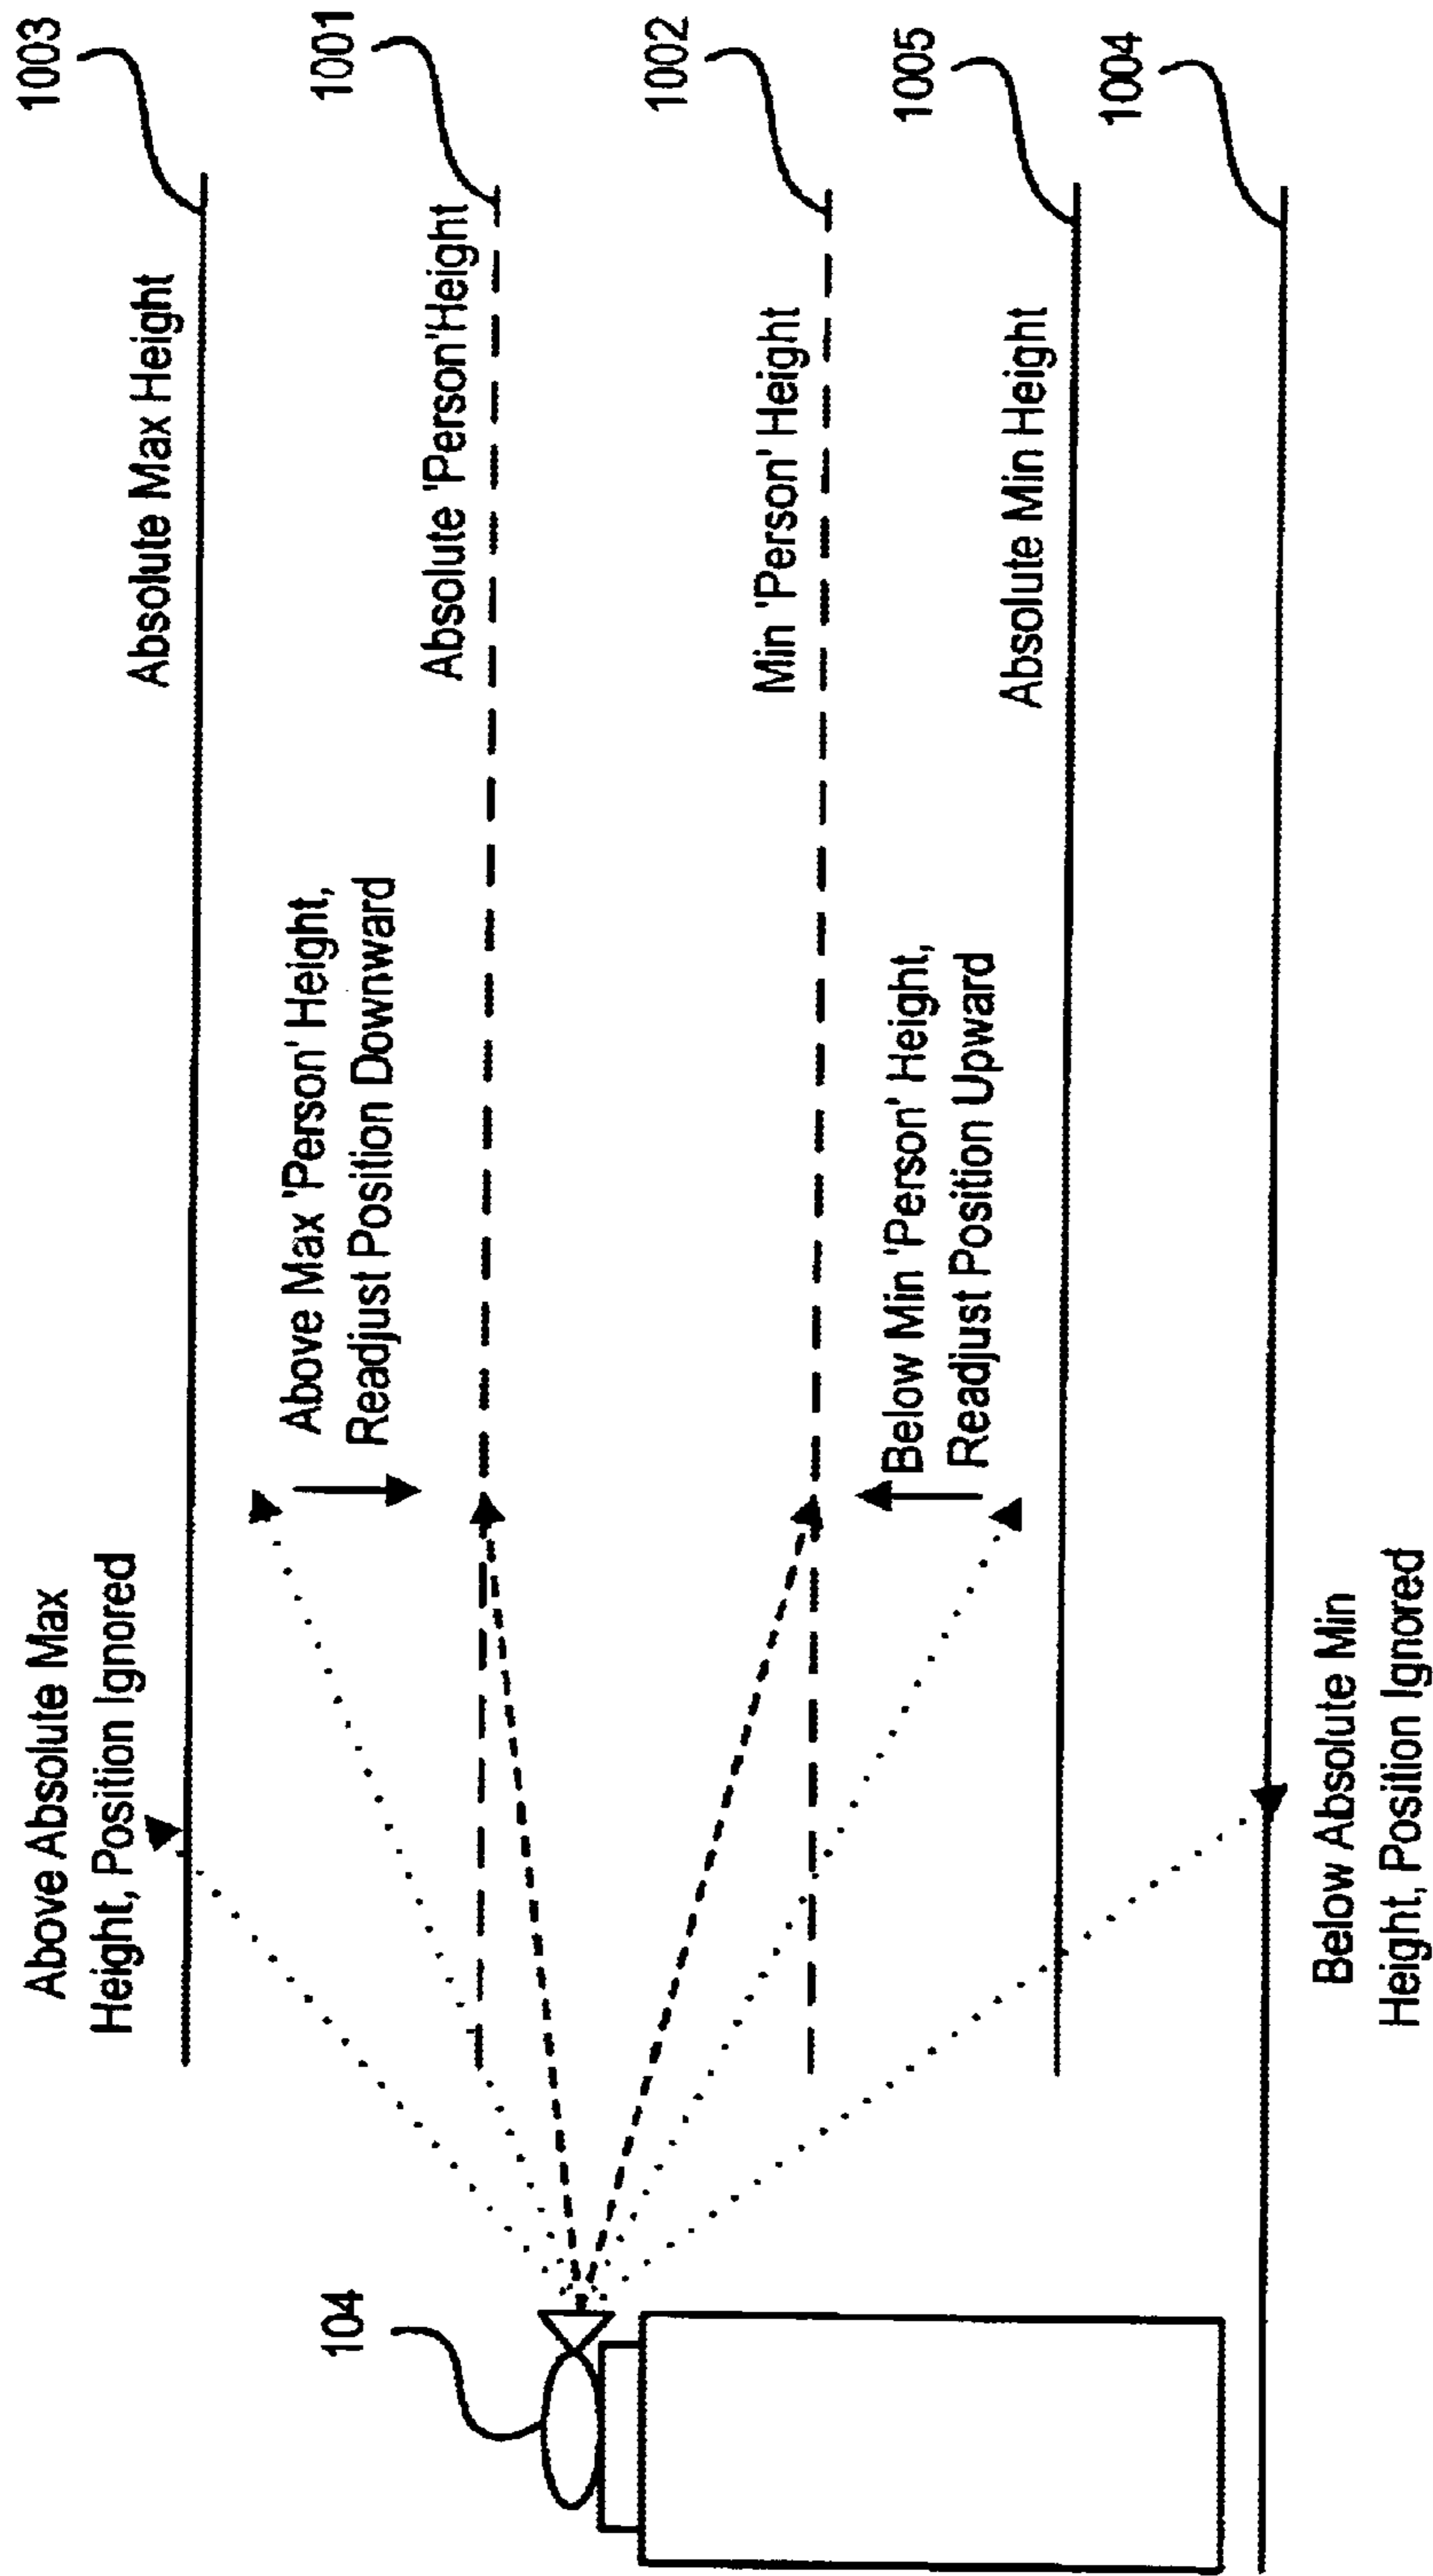 Above Absolute Max
Height, Position Ignored
Absolute Max Height
1003
Above Max 'Person' Height,
Readjust Position Downward
Absolute 'Person'Height
1001
104
Min 'Person' Height
1002
Below Min 'Person' Height,
Readjust Position Upward
Absolute Min Height
1005
1004
Below Absolute Min
Height, Position Ignored